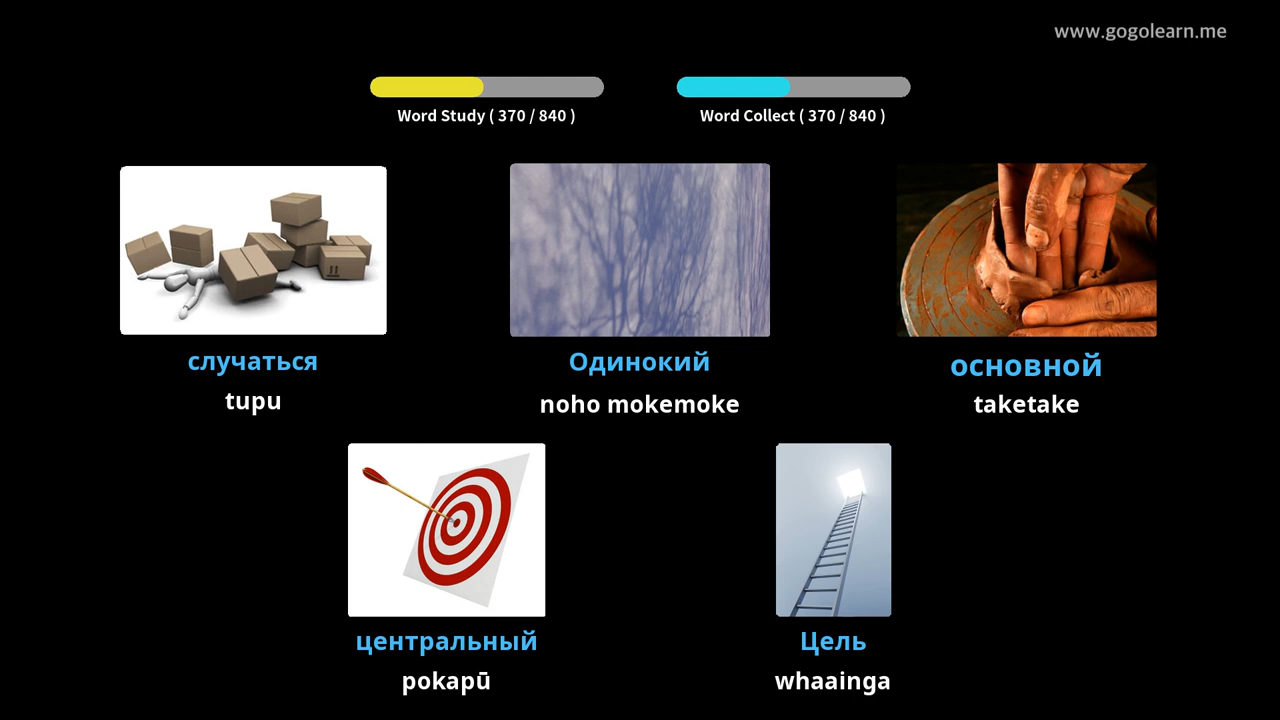 www.gogolearn.me
Word Study ( 370 / 840 )
Word Collect ( 370 / 840 )
случаться
tupu
Одинокий
noho mokemoke
основной
taketake
центральный
pokapū
Цель
whaainga